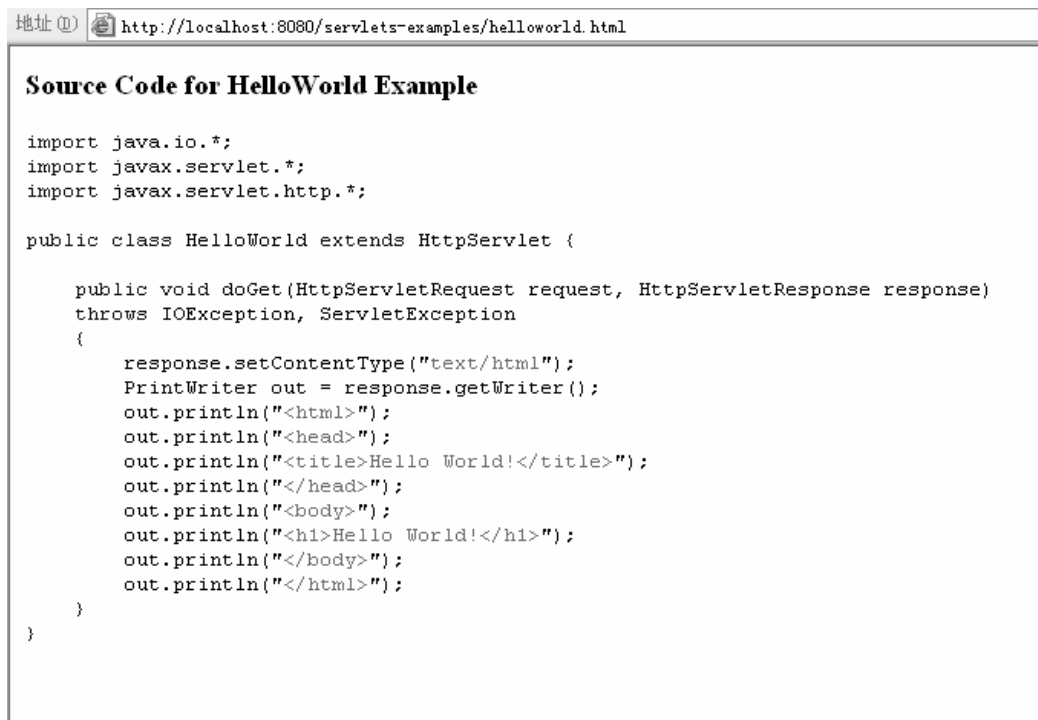 地址(D) http://localhost:8080/servlets-examples/helloworld.html
Source Code for HelloWorld Example
import java.io.*;
import javax.servlet.*;
import javax.servlet.http.*;
public class HelloWorld extends HttpServlet {
    public void doGet(HttpServletRequest request, HttpServletResponse response)
    throws IOException, ServletException
    {
        response.setContentType("text/html");
        PrintWriter out = response.getWriter();
        out.println("<html>");
        out.println("<head>");
        out.println("<title>Hello World!</title>");
        out.println("</head>");
        out.println("<body>");
        out.println("<h1>Hello World!</h1>");
        out.println("</body>");
        out.println("</html>");
    }
}